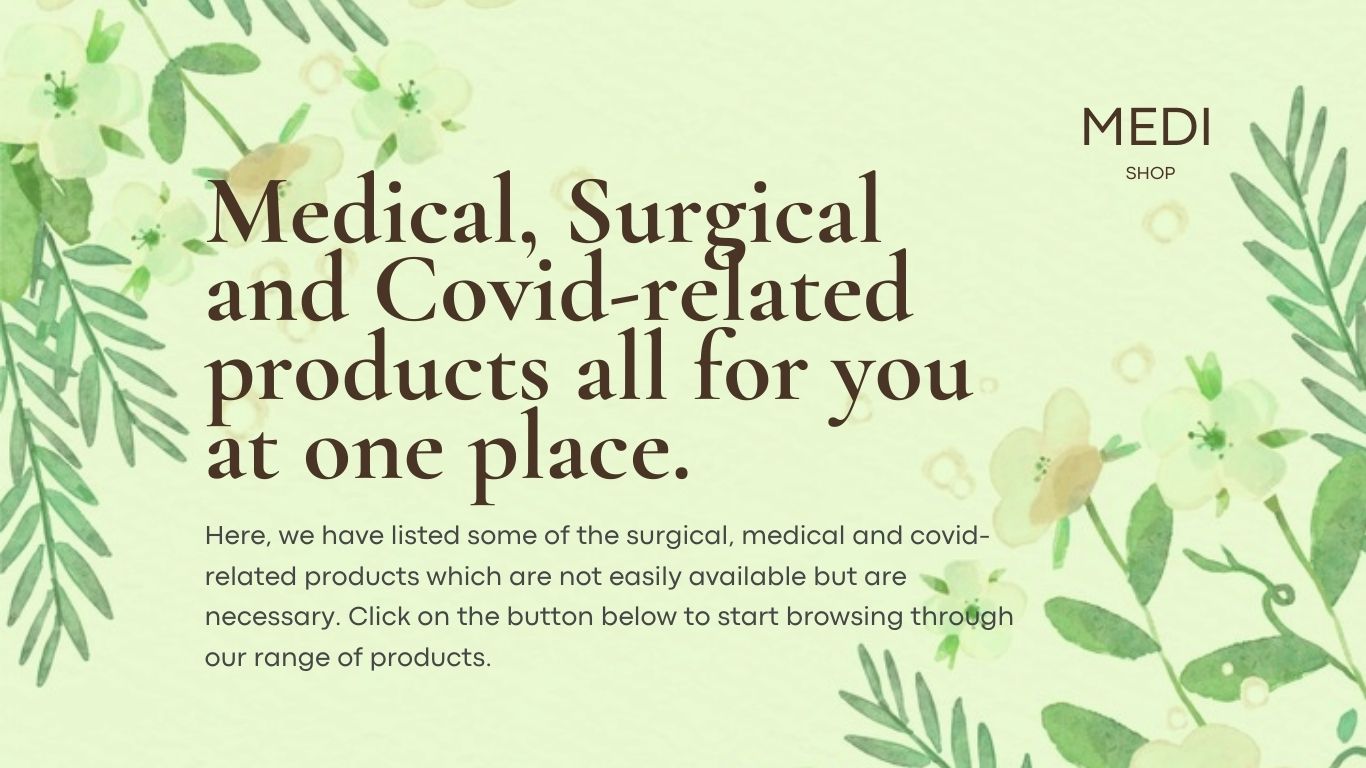 MEDI
SHOP
Medical, Surgical
and Covid-related
products all for you
at one place.
Here, we have listed some of the surgical, medical and covid-
related products which are not easily available but are
necessary. Click on the button below to start browsing through
our range of products.